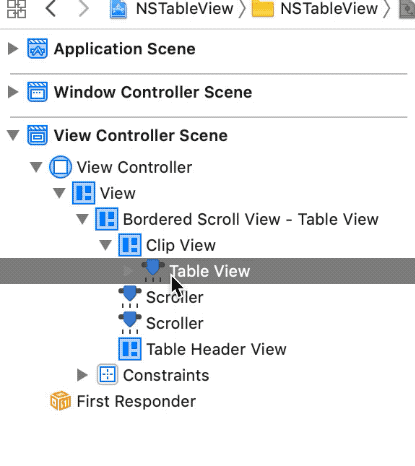 NSTableView NSTableView
Application Scene
Window Controller Scene
View Controller Scene
View Controller
View
Bordered Scroll View - Table View
Clip View
Table View
Scroller
Scroller
Table Header View
Constraints
First Responder